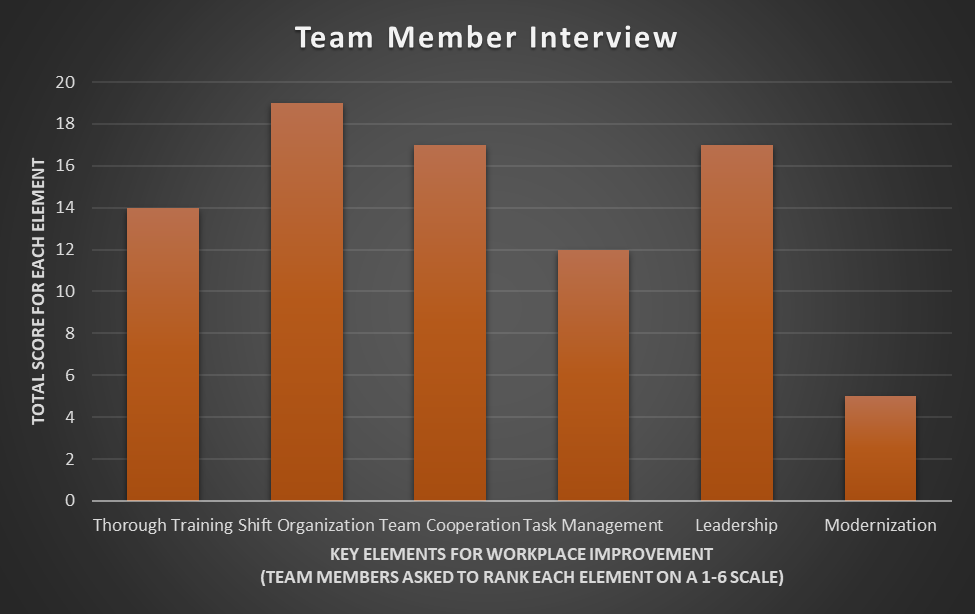 Team Member Interview
TOTAL SCORE FOR EACH ELEMENT
20
18
16
14
12
10
8
6
4
2
0
Thorough Training Shift Organization Team Cooperation Task Management Leadership Modernization
KEY ELEMENTS FOR WORKPLACE IMPROVEMENT
(TEAM MEMBERS ASKED TO RANK EACH ELEMENT ON A 1-6 SCALE)